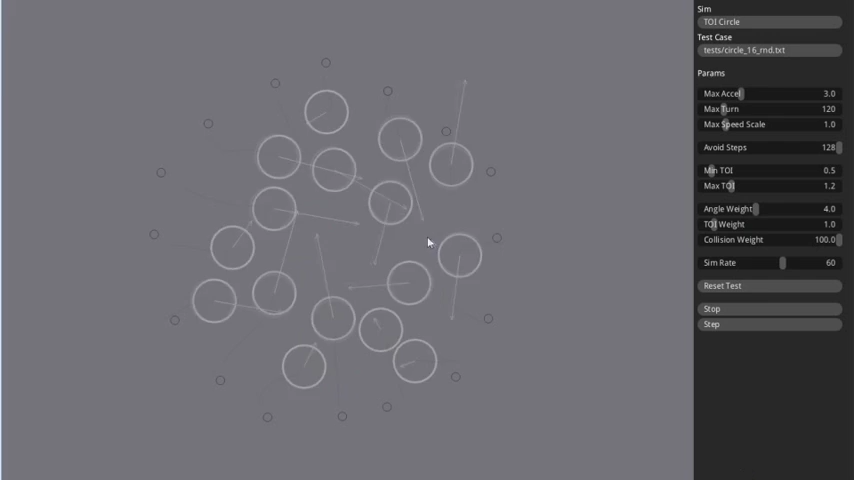 Sim
TOI Circle
Test Case
tests/circle_16_rnd.txt
Params
Max Accel 3.0
Max Turn 120
Max Speed Scale 1.0
Avoid Steps 128
Min TOI 0.5
Max TOI 1.2
Angle Weight 4.0
TOI Weight 1.0
Collision Weight 100.0
Sim Rate 60
Reset Test
Stop
Step